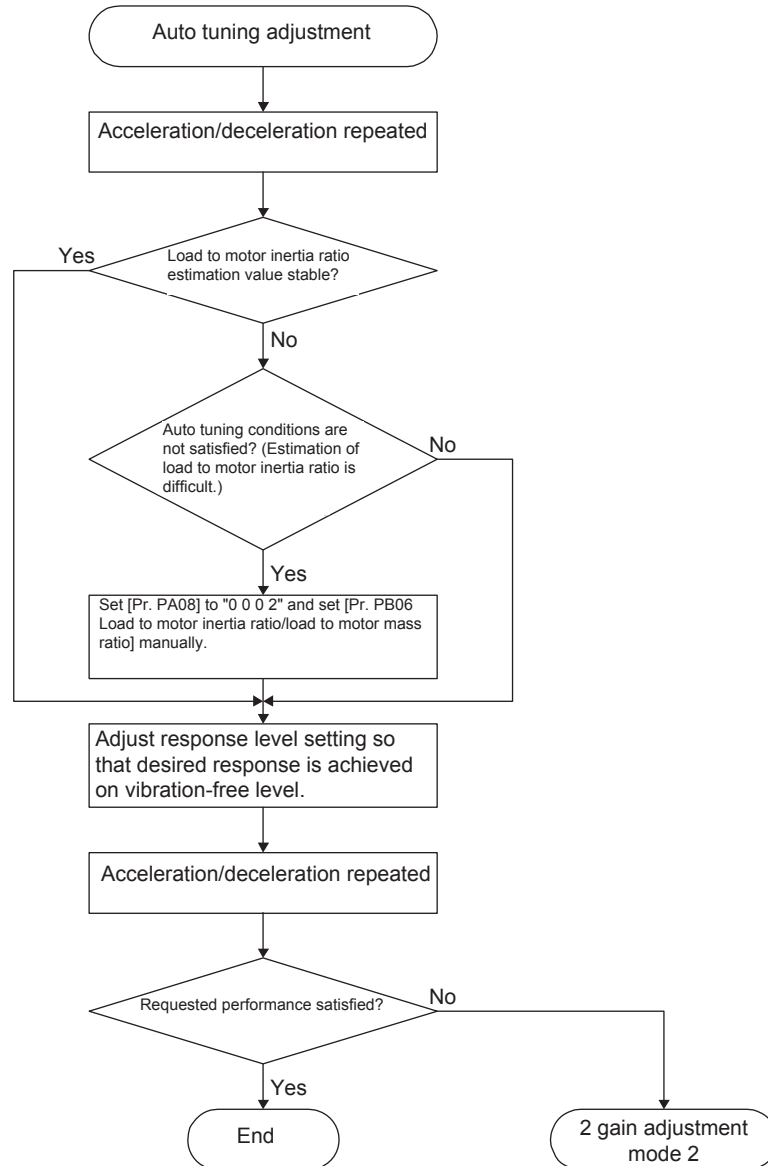 Auto tuning adjustment
Acceleration/deceleration repeated
Yes
Load to motor inertia ratio
estimation value stable?
No
Auto tuning conditions are
not satisfied? (Estimation of
load to motor inertia ratio is
difficult.)
No
Yes
Set [Pr. PA08] to "0 0 0 2" and set [Pr. PB06
Load to motor inertia ratio/load to motor mass
ratio] manually.
Adjust response level setting so
that desired response is achieved
on vibration-free level.
Acceleration/deceleration repeated
Requested performance satisfied?
No
Yes
End
2 gain adjustment
mode 2